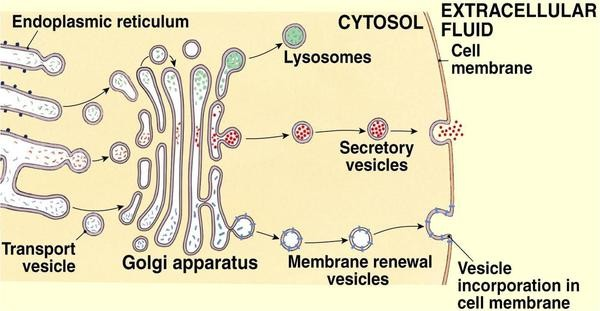 Endoplasmic reticulum
CYTOSOL
EXTRACELLULAR
FLUID
Cell
membrane
Lysosomes
Secretory
vesicles
Transport
vesicle
Golgi apparatus
Membrane renewal
vesicles
Vesicle
incorporation in
cell membrane